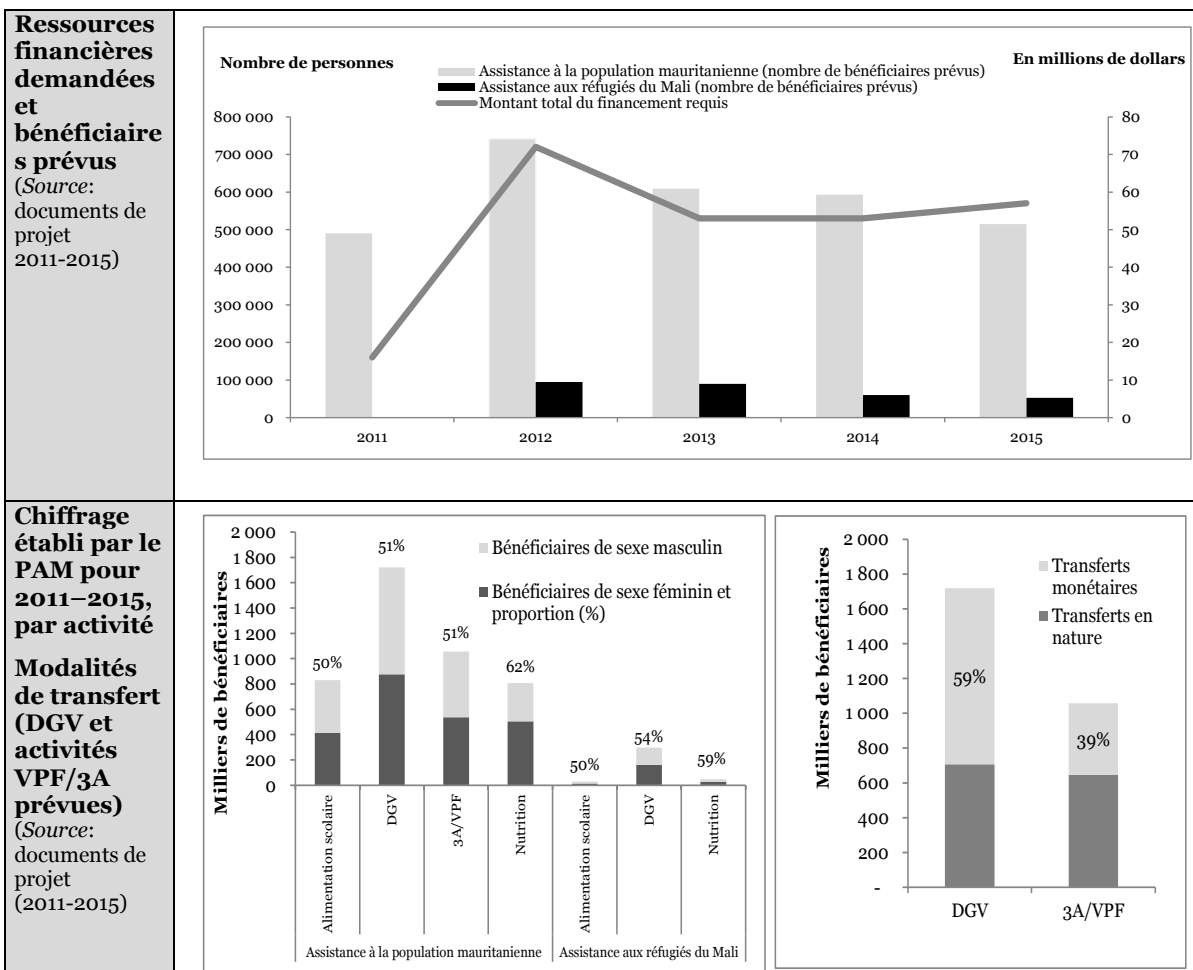 Ressources
financières
demandées
et
bénéficiaire
s prévus
(Source:
documents de
projet
2011-2015)
Nombre de personnes
En millions de dollars
Assistance à la population mauritanienne (nombre de bénéficiaires prévus)
Assistance aux réfugiés du Mali (nombre de bénéficiaires prévus)
Montant total du financement requis
800 000
700 000
600 000
500 000
400 000
300 000
200 000
100 000
0
80
70
60
50
40
30
20
10
0
2011 2012 2013 2014 2015
Chiffrage
établi par le
PAM pour
2011–2015,
par activité
Modalités
de transfert
(DGV et
activités
VPF/3A
prévues)
(Source:
documents de
projet
(2011-2015)
Milliers de bénéficiaires
2 000
1 800
1 600
1 400
1 200
1 000
800
600
400
200
0
Bénéficiaires de sexe masculin
Bénéficiaires de sexe féminin et
proportion (%)
50%
51%
51%
62%
50%
54%
59%
Alimentation scolaire
DGV
3A/VPF
Nutrition
Alimentation scolaire
DGV
Nutrition
Assistance à la population mauritanienne
Assistance aux réfugiés du Mali
Milliers de bénéficiaires
2 000
1 800
1 600
1 400
1 200
1 000
800
600
400
200
-
Transferts
monétaires
Transferts en
nature
59%
39%
DGV 3A/VPF